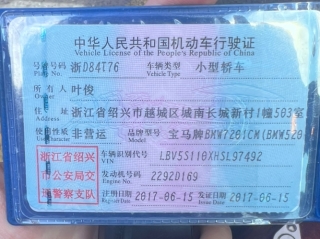 中华人民共和国机动车行驶证
Vehicle License of the People's Republic of China
号牌号码 浙D84T76 车辆类型 小型轿车
Plate No. Vehicle Type
所有人 叶俊
Owner
住址 浙江省绍兴市越城区城南长城新村1幢503室
Address
使用性质 非营运 品牌型号 宝马牌BMW7201CM(BMW520
Use Character Model
浙江省绍兴
市公安局交
巡警察支队
车辆识别代号 LBV5S110XHSL97492
VIN
发动机号码 2292D169
Engine No.
注册日期 2017-06-15 发证日期 2017-06-15
Register Date Issue Date